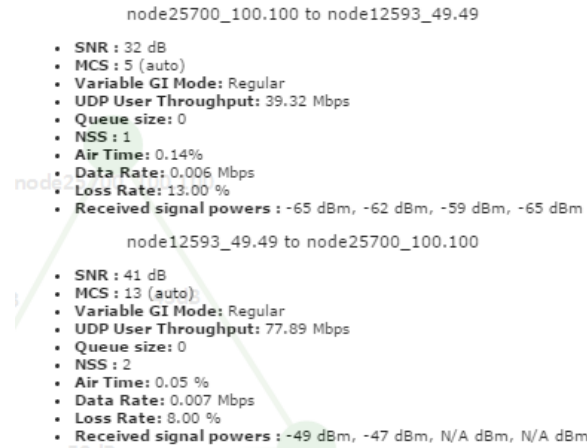 node25700_100.100 to node12593_49.49
• SNR : 32 dB
• MCS : 5 (auto)
• Variable GI Mode: Regular
• UDP User Throughput: 39.32 Mbps
• Queue size: 0
• NSS : 1
• Air Time: 0.14%
• Data Rate: 0.006 Mbps
• Loss Rate: 13.00 %
• Received signal powers : -65 dBm, -62 dBm, -59 dBm, -65 dBm
node12593_49.49 to node25700_100.100
• SNR : 41 dB
• MCS : 13 (auto)
• Variable GI Mode: Regular
• UDP User Throughput: 77.89 Mbps
• Queue size: 0
• NSS : 2
• Air Time: 0.05 %
• Data Rate: 0.007 Mbps
• Loss Rate: 8.00 %
• Received signal powers : -49 dBm, -47 dBm, N/A dBm, N/A dBm